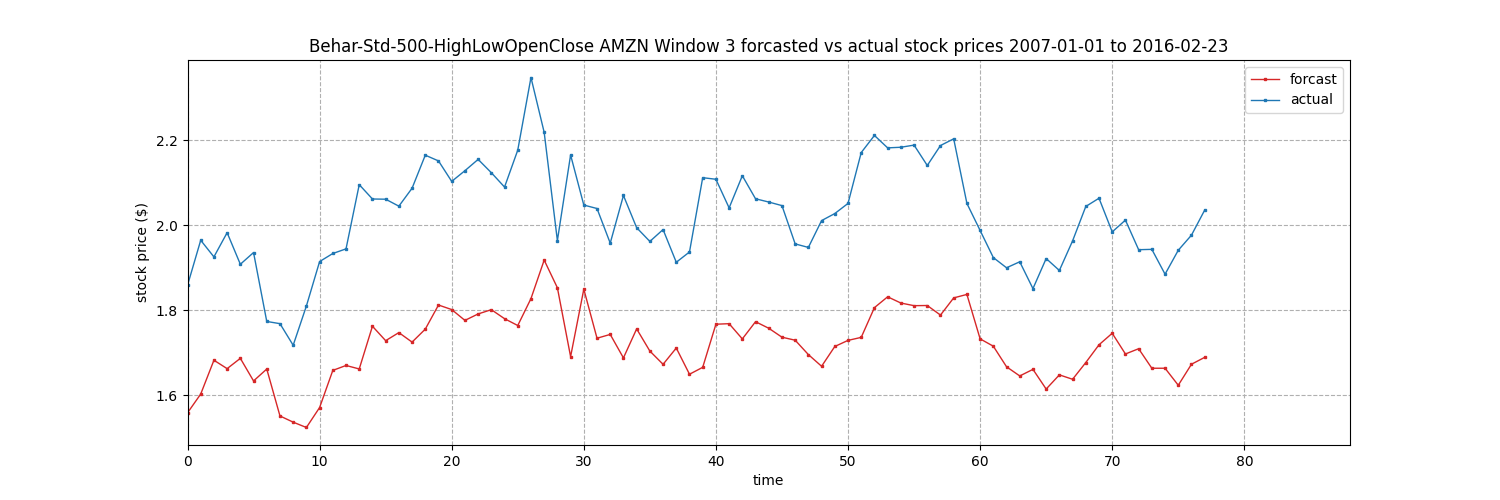 Behar-Std-500-HighLowOpenClose AMZN Window 3 forcasted vs actual stock prices 2007-01-01 to 2016-02-23
forcast
actual
stock price ($)
2.2
2.0
1.8
1.6
0 10 20 30 40 50 60 70 80
time